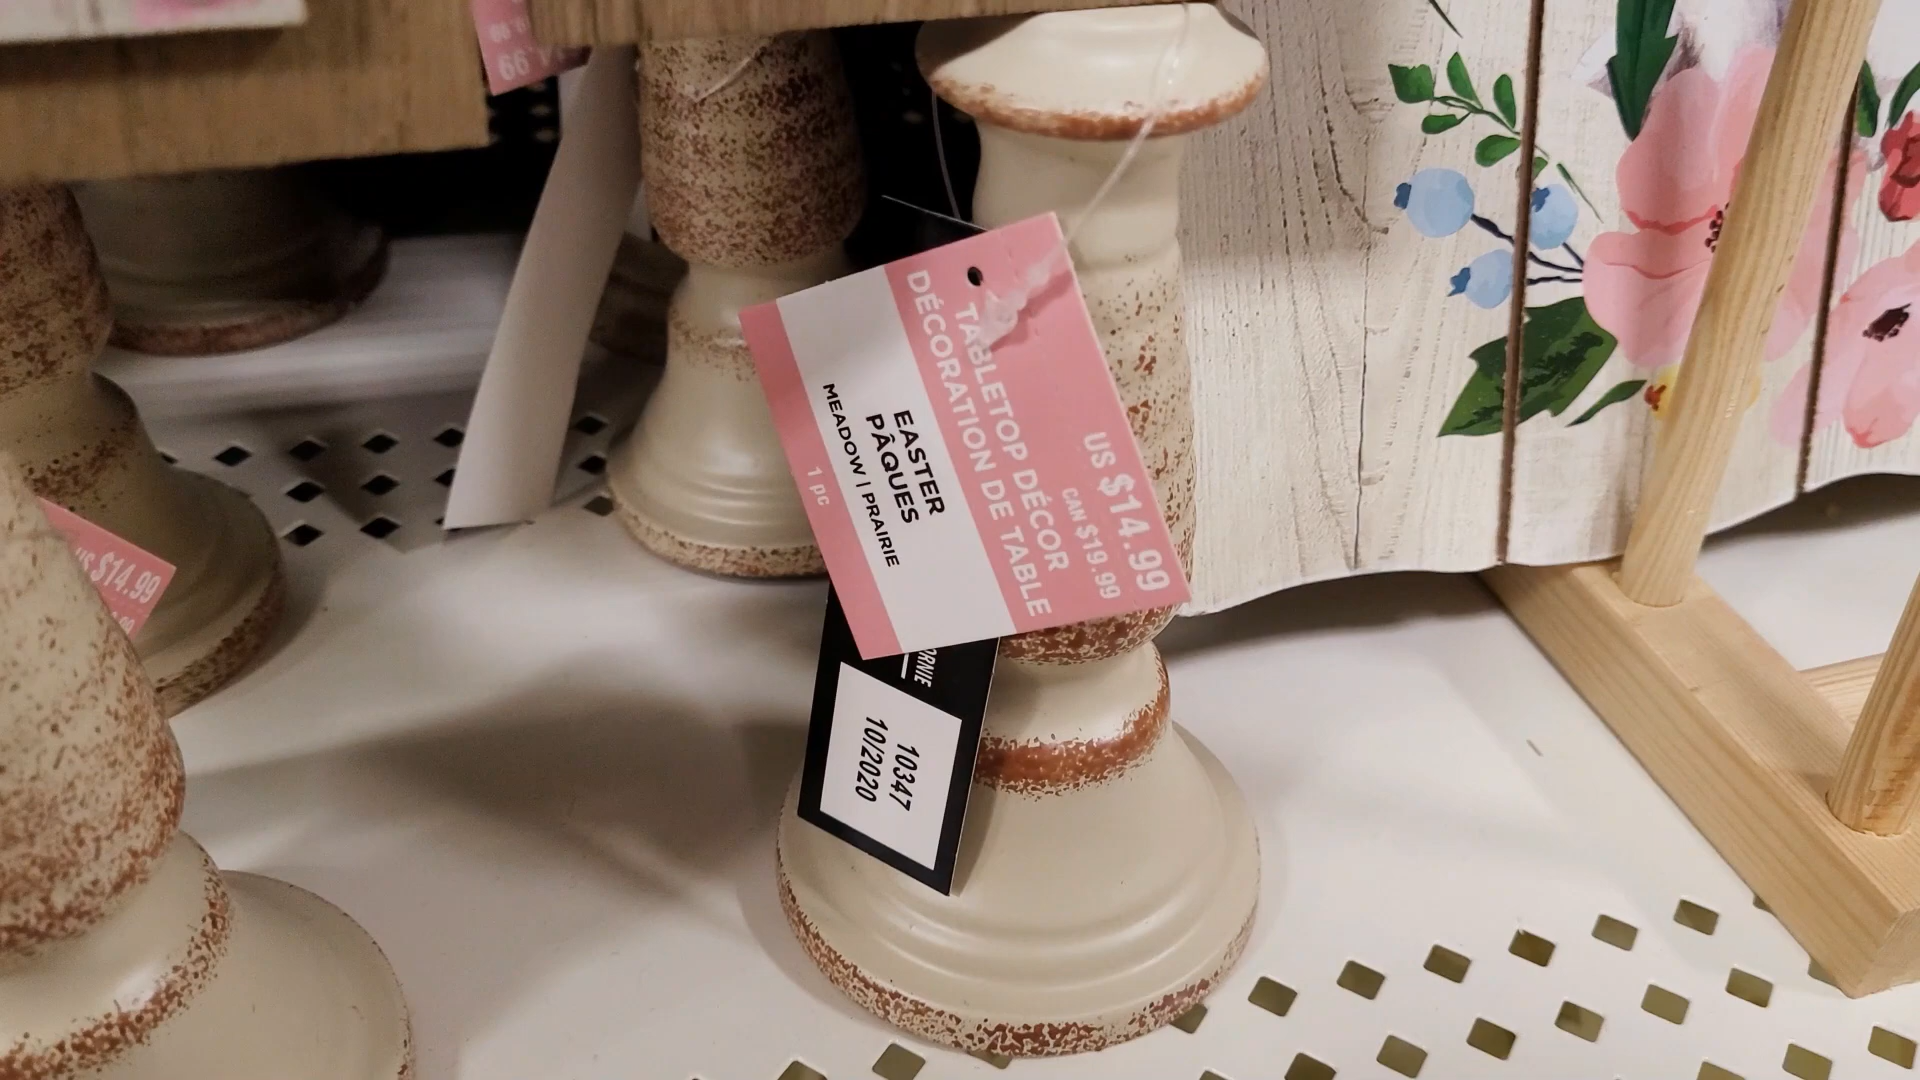 US $14.99
CAN $19.99
TABLETOP DÉCOR
DÉCORATION DE TABLE
EASTER
PÂQUES
MEADOW | PRAIRIE
1 pc
10347
10/2020
US $14.99